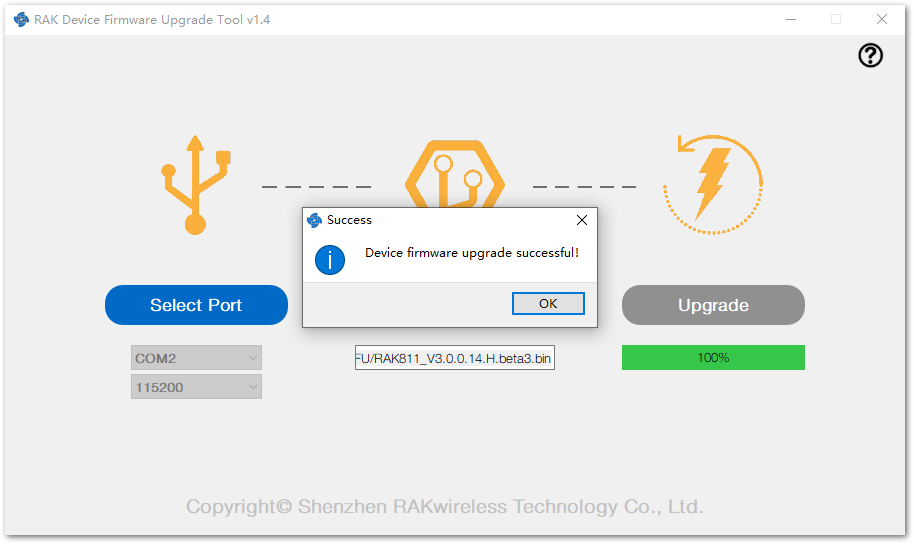 RAK Device Firmware Upgrade Tool v1.4
Success
Device firmware upgrade successful!
OK
Select Port
Upgrade
COM2
FU/RAK811_V3.0.0.14.H.beta3.bin
100%
115200
Copyright© Shenzhen RAKwireless Technology Co., Ltd.